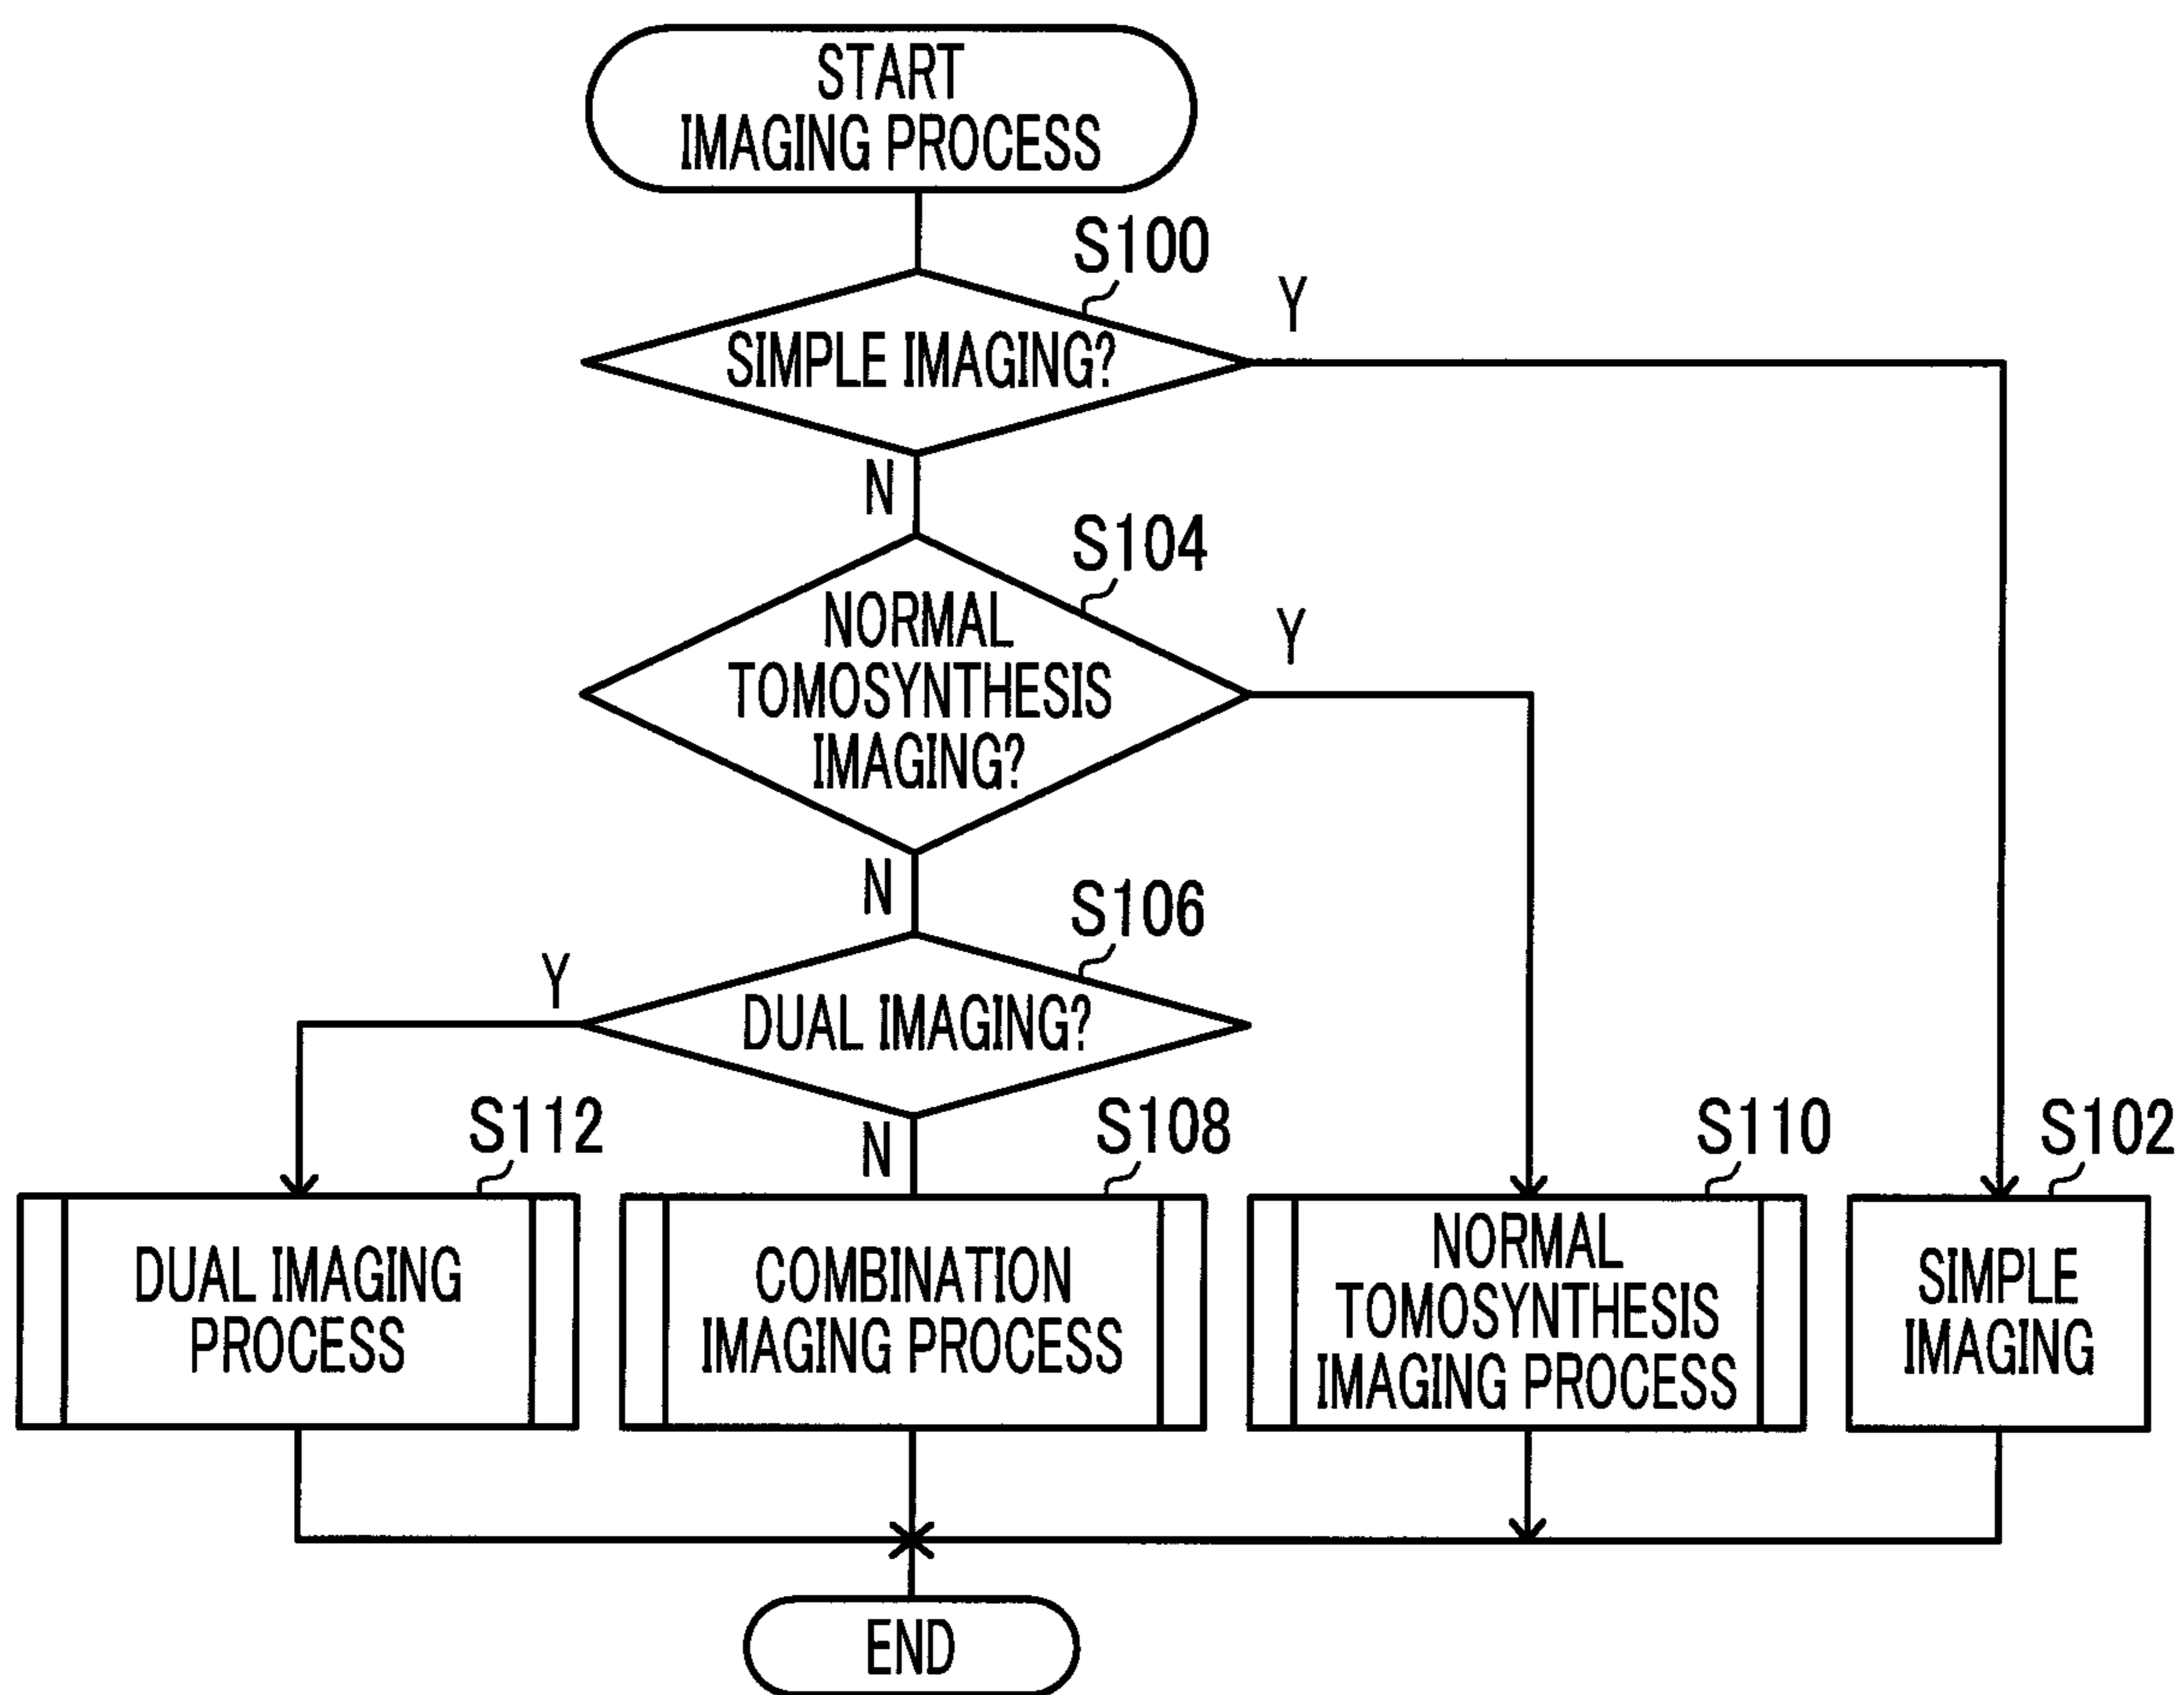 START
IMAGING PROCESS
S100
SIMPLE IMAGING?
Y
N
S104
NORMAL
TOMOSYNTHESIS
IMAGING?
Y
N
S106
DUAL IMAGING?
Y
N
S112
DUAL IMAGING
PROCESS
S108
COMBINATION
IMAGING PROCESS
S110
NORMAL
TOMOSYNTHESIS
IMAGING PROCESS
S102
SIMPLE
IMAGING
END